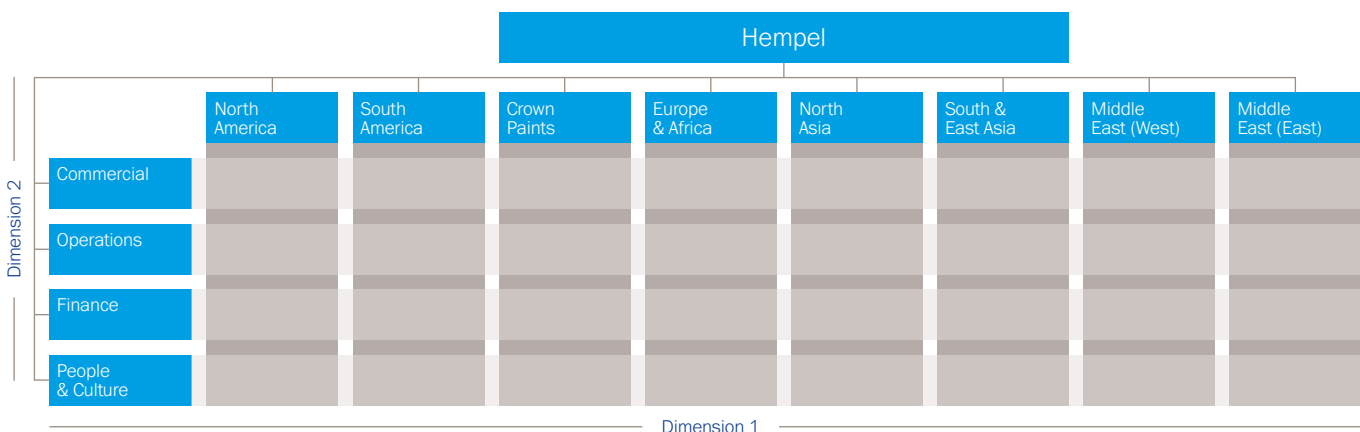 Hempel
North
America
South
America
Crown
Paints
Europe
& Africa
North
Asia
South &
East Asia
Middle
East (West)
Middle
East (East)
Dimension 2
Commercial
Operations
Finance
People
& Culture
Dimension 1